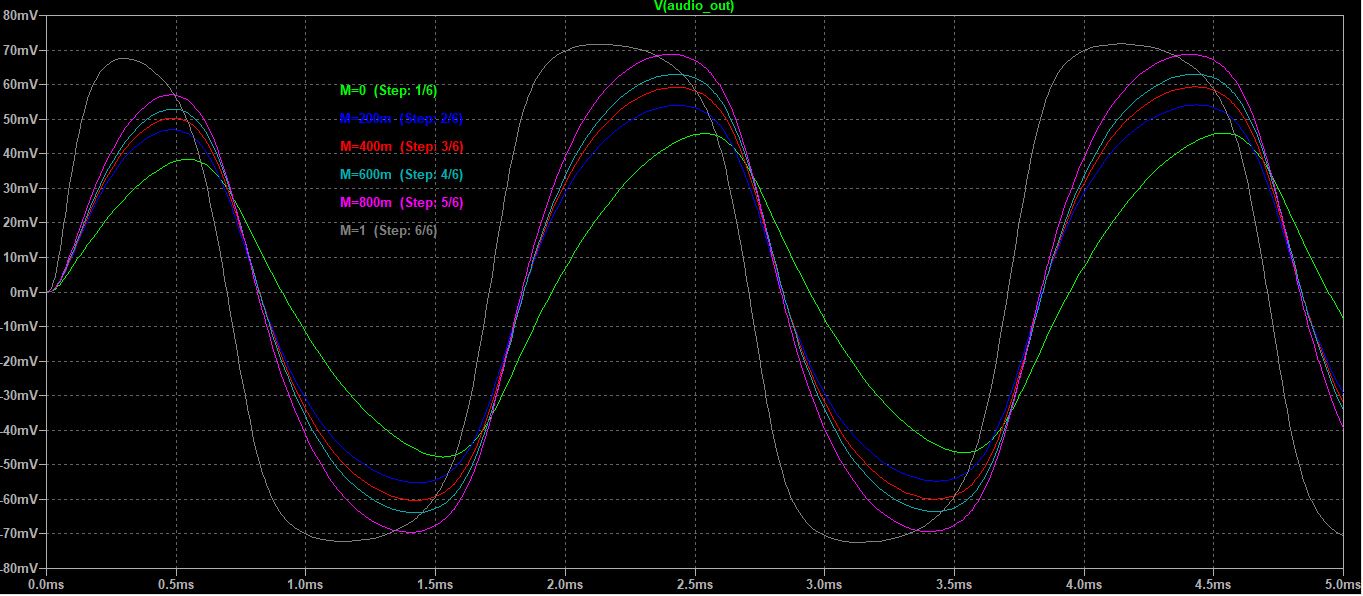 V(audio_out)
80mV
70mV
60mV
50mV
40mV
30mV
20mV
10mV
0mV
-10mV
-20mV
-30mV
-40mV
-50mV
-60mV
-70mV
-80mV
M=0 (Step: 1/6)
M=200m (Step: 2/6)
M=400m (Step: 3/6)
M=600m (Step: 4/6)
M=800m (Step: 5/6)
M=1 (Step: 6/6)
0.0ms 0.5ms 1.0ms 1.5ms 2.0ms 2.5ms 3.0ms 3.5ms 4.0ms 4.5ms 5.0ms